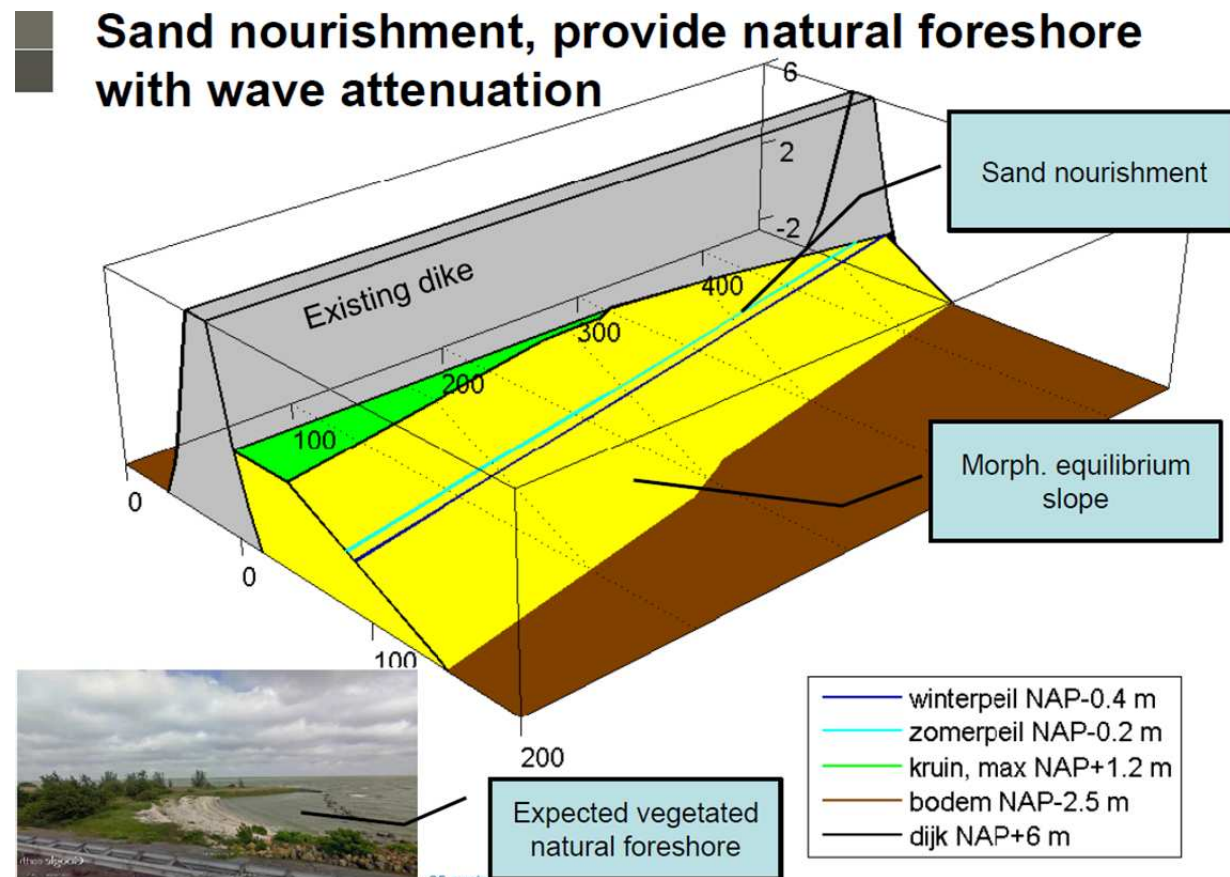 Sand nourishment, provide natural foreshore
with wave attenuation
6
2
-2
Sand nourishment
Existing dike
400
300
200
100
0
0
100
200
Morph. equilibrium
slope
Expected vegetated
natural foreshore
winterpeil NAP-0.4 m
zomerpeil NAP-0.2 m
kruin, max NAP+1.2 m
bodem NAP-2.5 m
dijk NAP+6 m